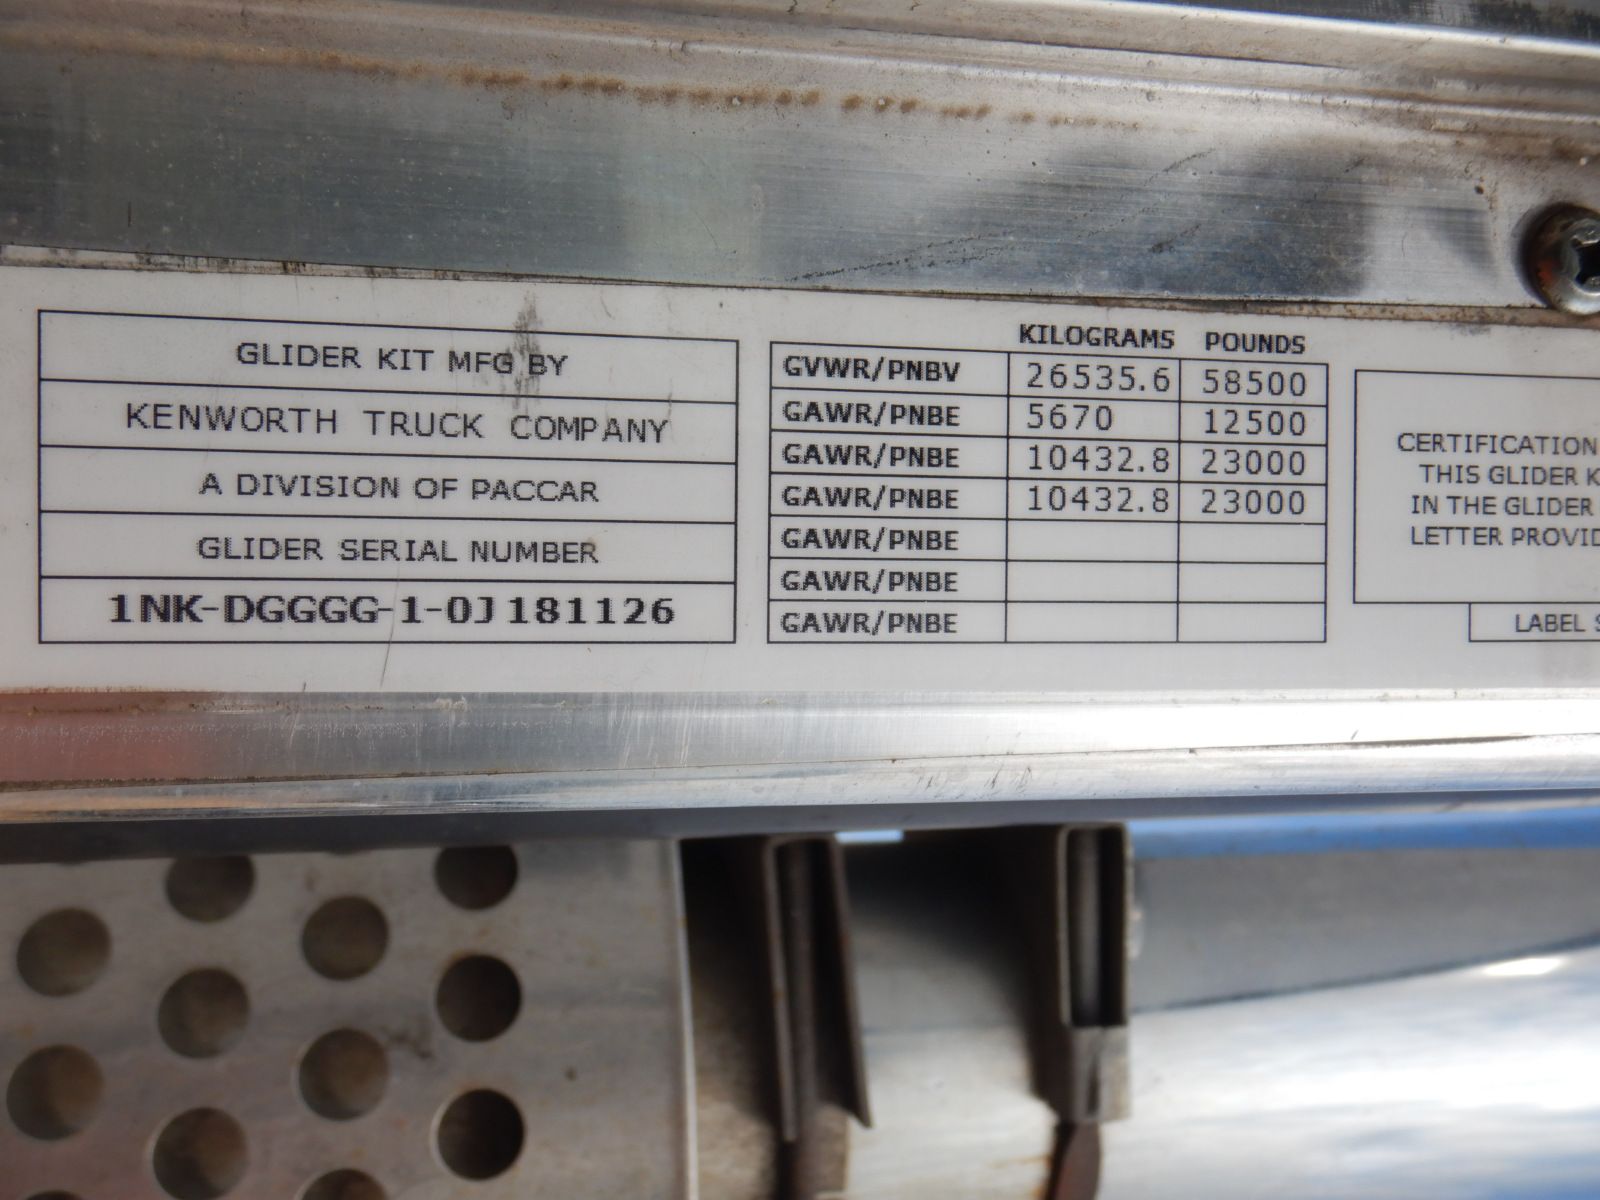 GLIDER KIT MFG BY
KENWORTH TRUCK COMPANY
A DIVISION OF PACCAR
GLIDER SERIAL NUMBER
1NK-DGGGG-1-0J181126
KILOGRAMS POUNDS
GVWR/PNBV 26535.6 58500
GAWR/PNBE 5670 12500
GAWR/PNBE 10432.8 23000
GAWR/PNBE 10432.8 23000
GAWR/PNBE
GAWR/PNBE
GAWR/PNBE
CERTIFICATION
THIS GLIDER K
IN THE GLIDER
LETTER PROVID
LABEL S